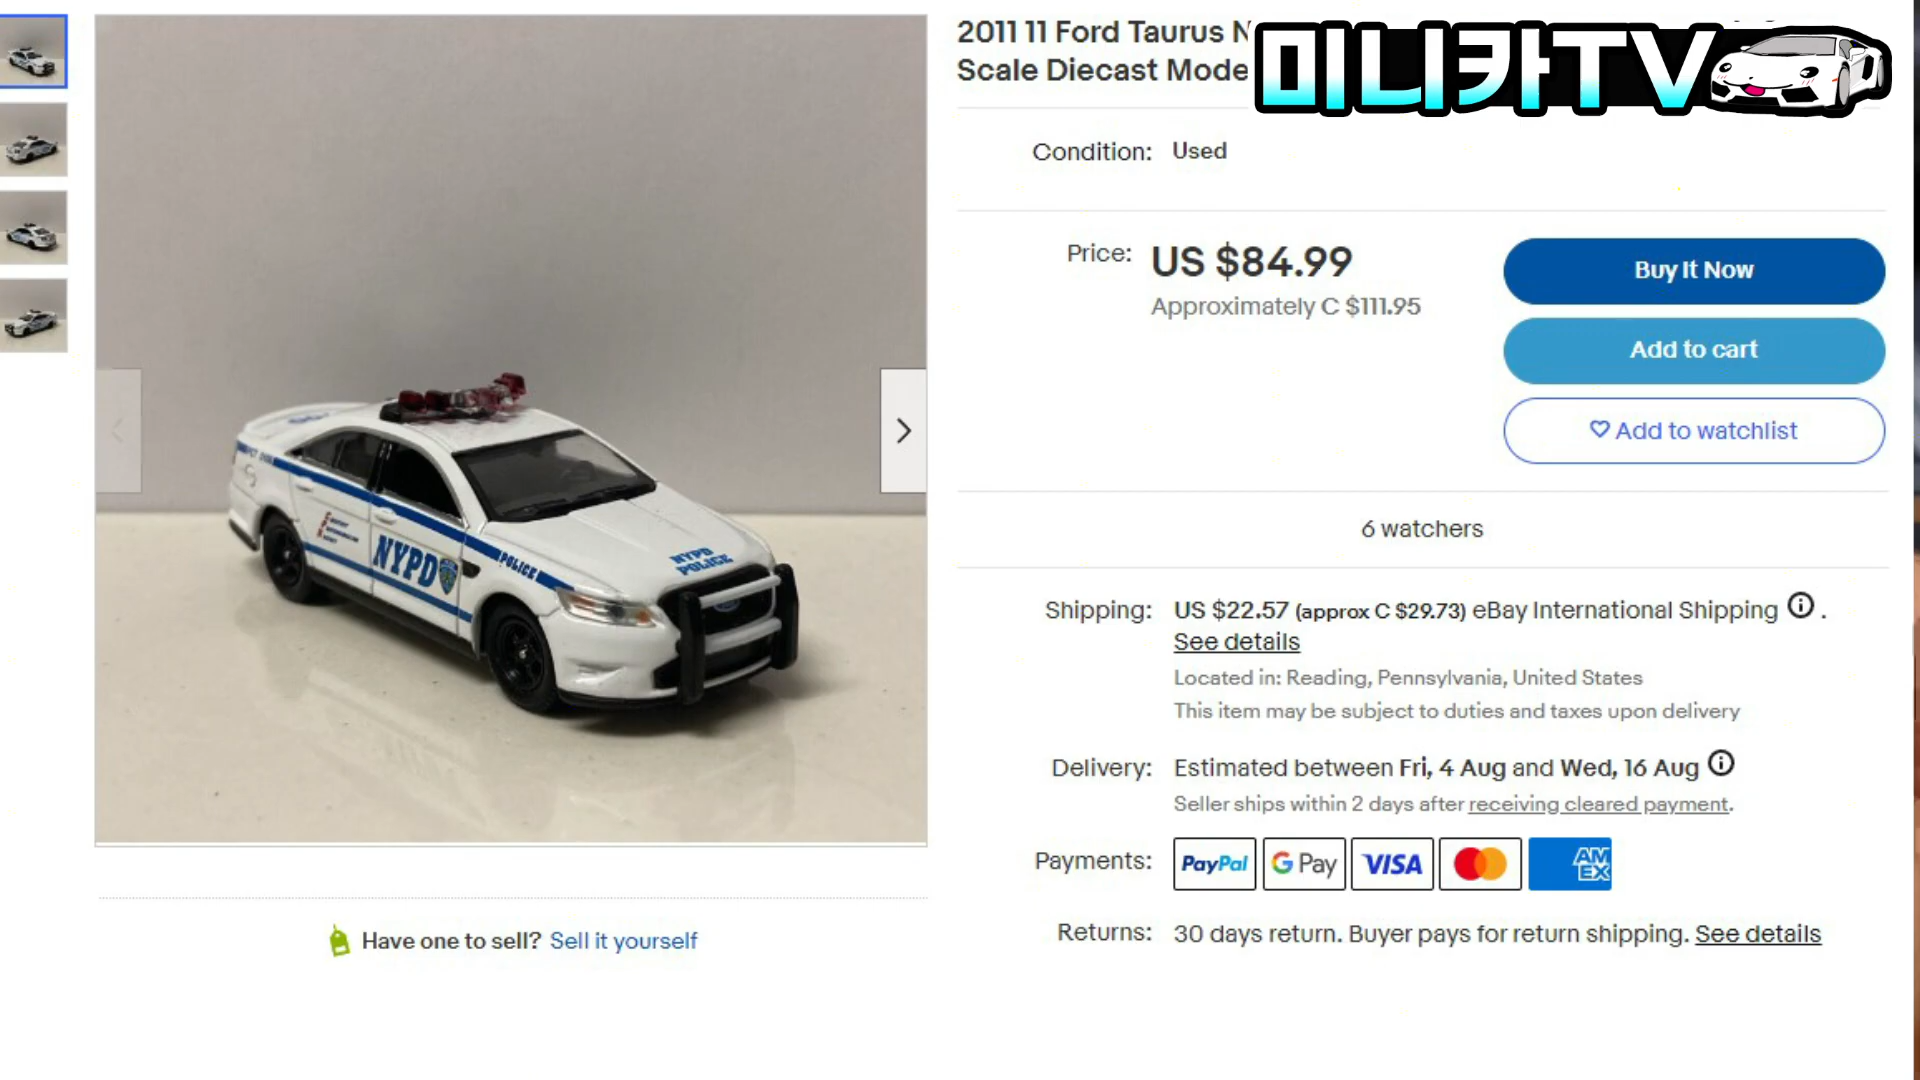 2011 11 Ford Taurus
Scale Diecast Mode
미니카TV
Condition: Used
Price: US $84.99
Approximately C $111.95
Buy It Now
Add to cart
Add to watchlist
6 watchers
Shipping: US $22.57 (approx C $29.73) eBay International Shipping .
See details
Located in: Reading, Pennsylvania, United States
This item may be subject to duties and taxes upon delivery
Delivery: Estimated between Fri, 4 Aug and Wed, 16 Aug
Seller ships within 2 days after receiving cleared payment.
Payments: PayPal G Pay VISA AMEX
Returns: 30 days return. Buyer pays for return shipping. See details
NYPD
POLICE
NYPD
POLICE
Have one to sell? Sell it yourself